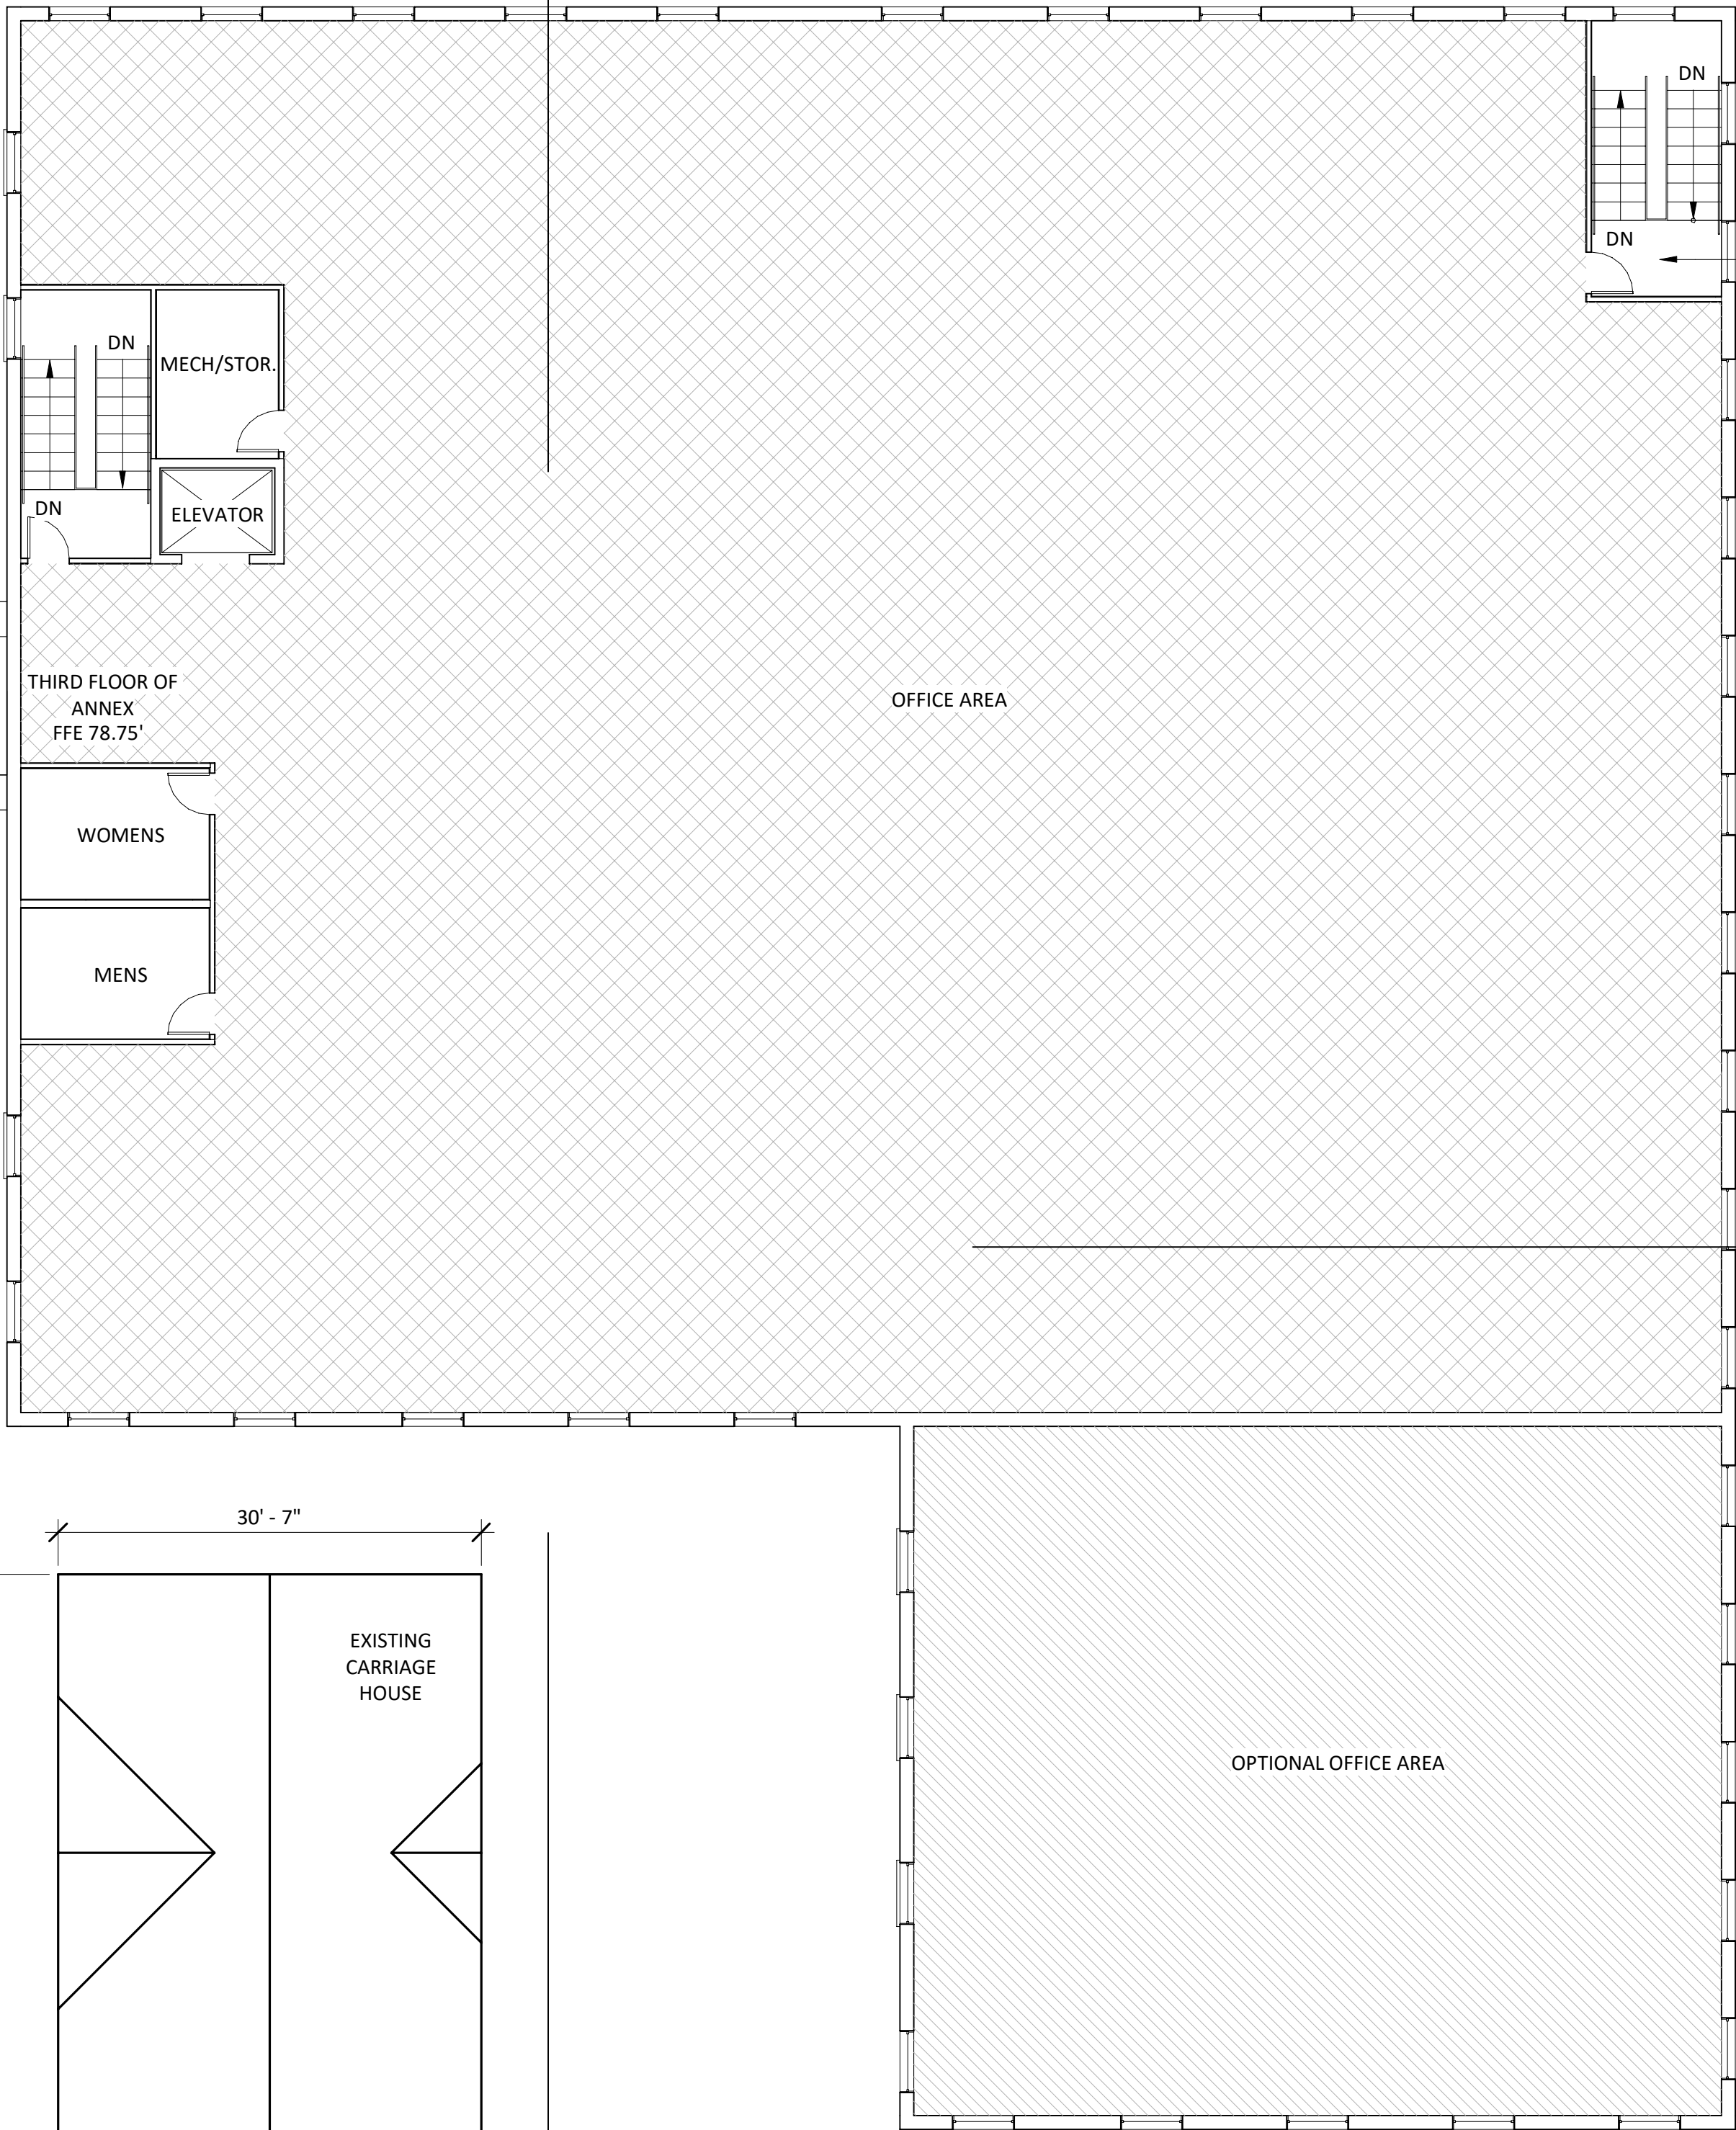 DN
DN
DN
MECH/STOR.
DN
ELEVATOR
THIRD FLOOR OF
ANNEX
FFE 78.75'
OFFICE AREA
WOMENS
MENS
30' - 7"
EXISTING
CARRIAGE
HOUSE
OPTIONAL OFFICE AREA